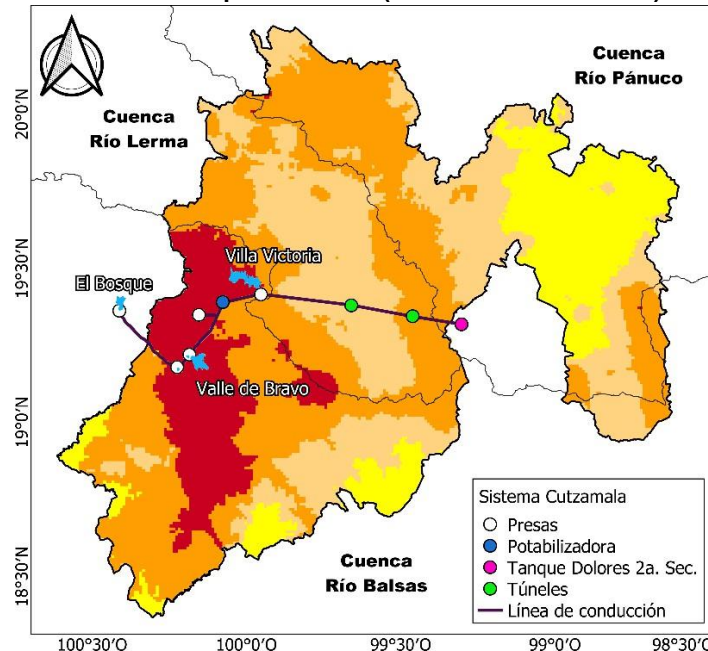 Cuenca
Río Pánuco
Cuenca
Río Lerma
Villa Victoria
El Bosque
Valle de Bravo
Cuenca
Río Balsas
20°0'N
19°30'N
19°0'N
18°30'N
Sistema Cutzamala
Presas
Potabilizadora
Tanque Dolores 2a. Sec.
Túneles
Línea de conducción
100°30'O
100°0'O
99°30'O
99°0'O
98°30'O